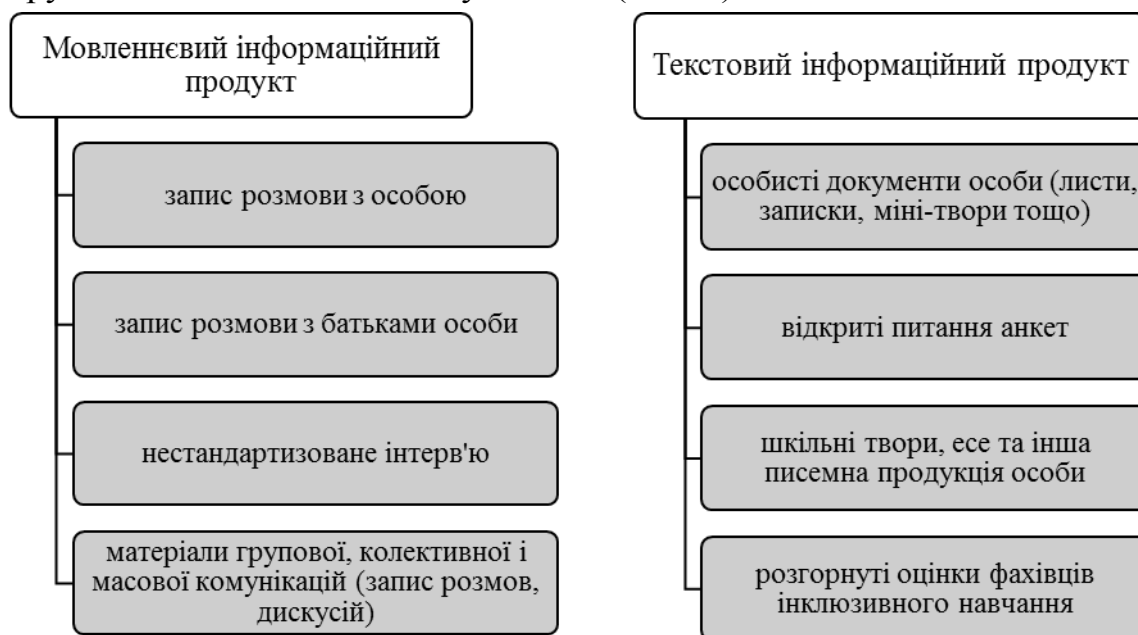 Мовленнєвий інформаційний
продукт
запис розмови з особою
запис розмови з батьками особи
нестандартизоване інтерв'ю
матеріали групової, колективної і
масової комунікацій (запис розмов,
дискусій)
Текстовий інформаційний продукт
особисті документи особи (листи,
записки, міні-твори тощо)
відкриті питання анкет
шкільні твори, есе та інша
писемна продукція особи
розгорнуті оцінки фахівців
інклюзивного навчання